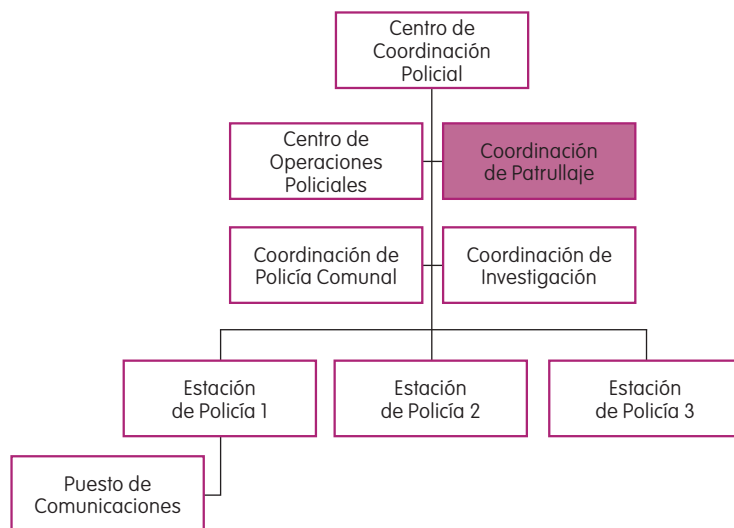 Centro de
Coordinación
Policial
Centro de
Operaciones
Policiales
Coordinación
de Patrullaje
Coordinación de
Policía Comunal
Coordinación de
Investigación
Estación
de Policía 1
Estación
de Policía 2
Estación
de Policía 3
Puesto de
Comunicaciones